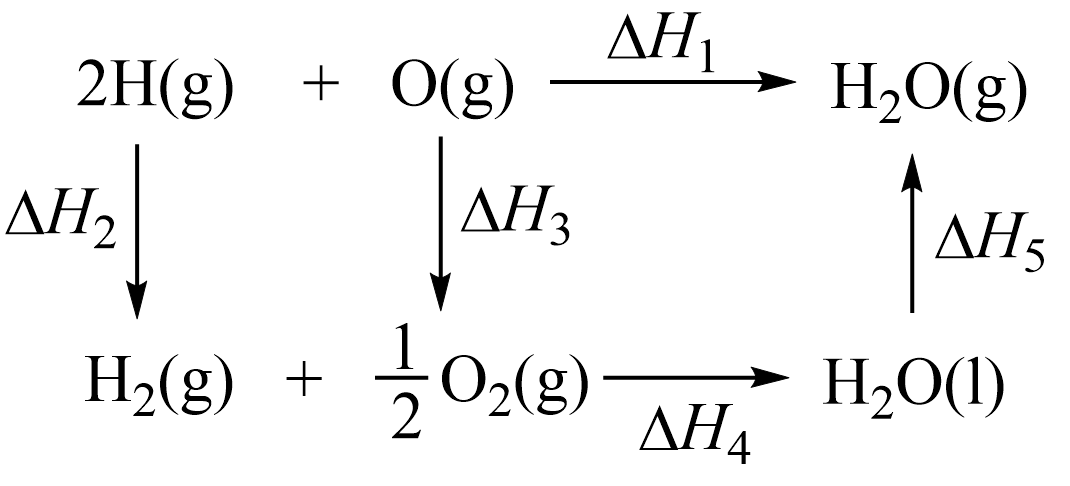 ΔH₁
2H(g) + O(g) → H₂O(g)
ΔH₂ ΔH₃ ΔH₅
H₂(g) + 1/2 O₂(g) → H₂O(l)
ΔH₄